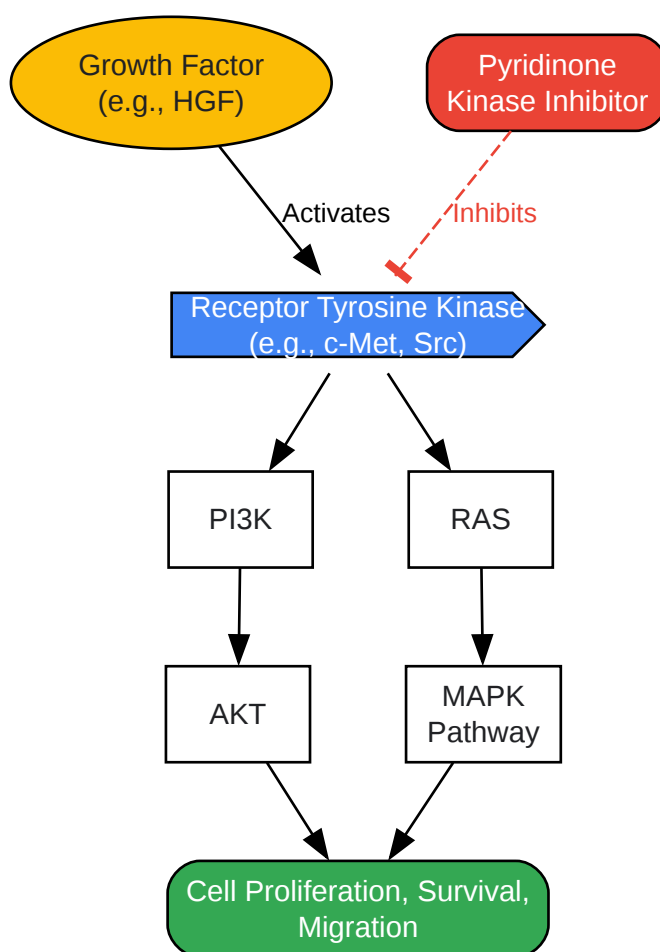 Growth Factor
(e.g., HGF)
Pyridinone
Kinase Inhibitor
Activates
Inhibits
Receptor Tyrosine Kinase
(e.g., c-Met, Src)
PI3K
RAS
AKT
MAPK
Pathway
Cell Proliferation, Survival,
Migration